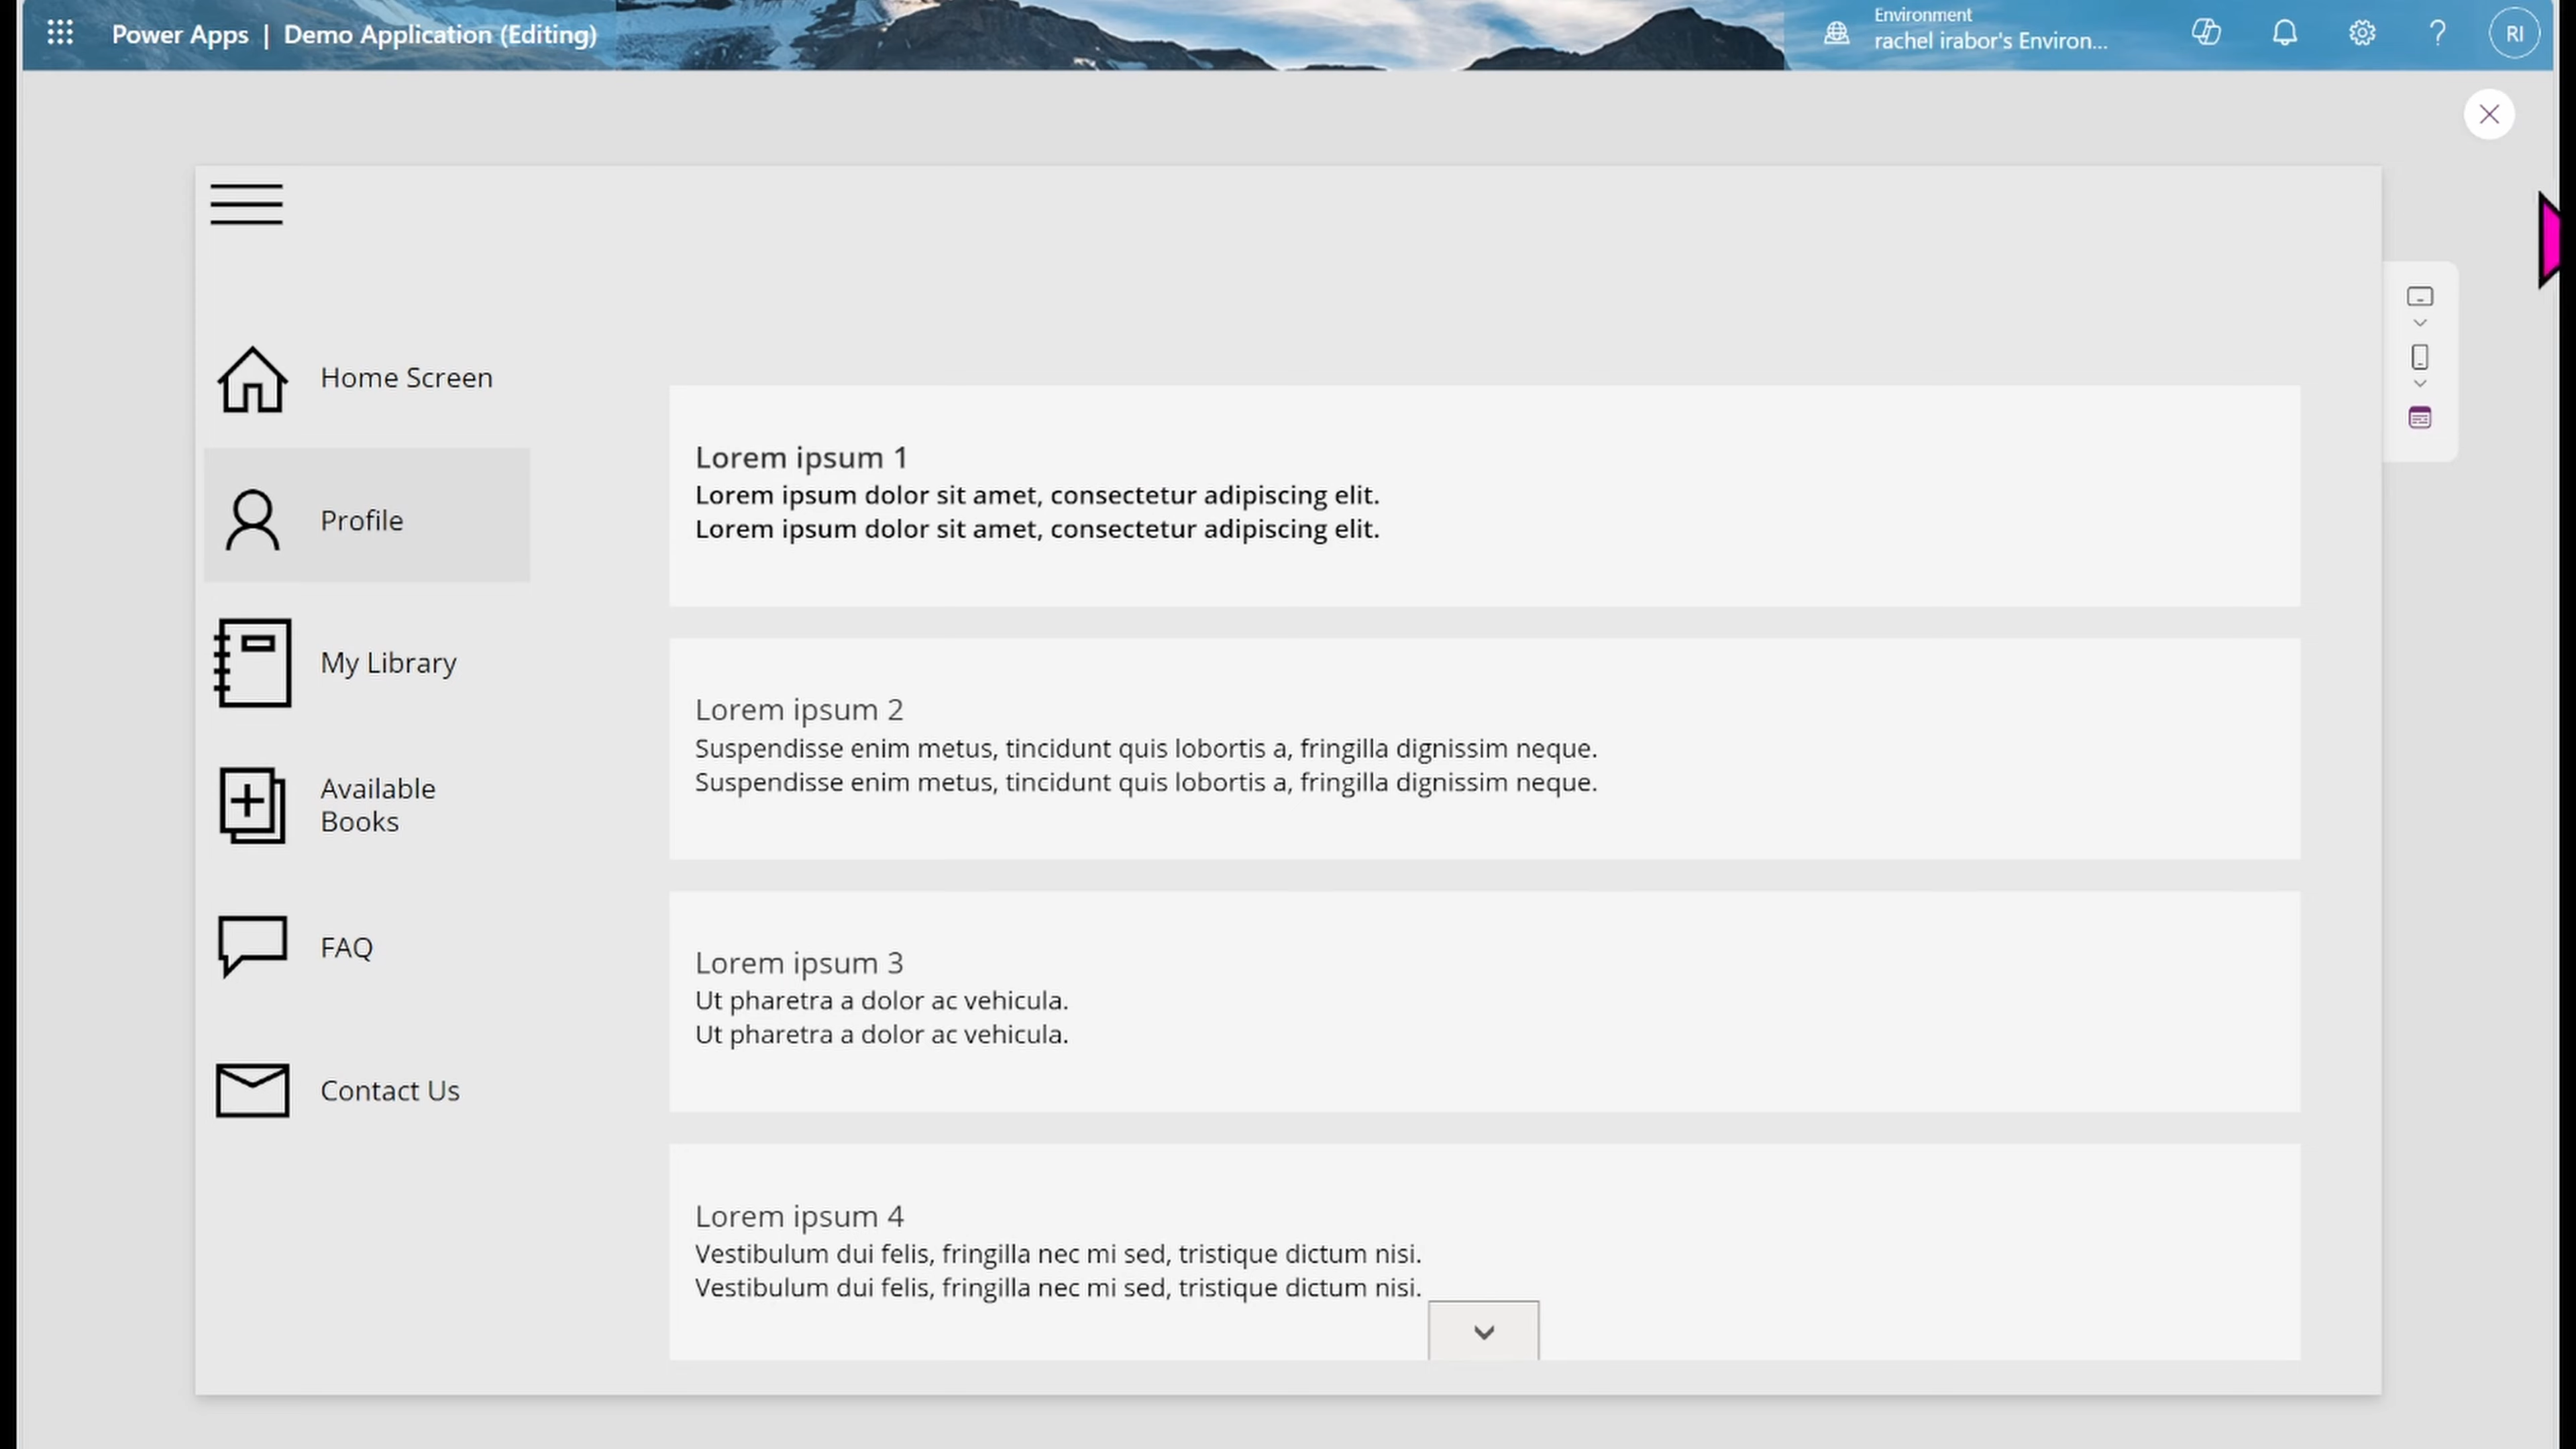 Power Apps | Demo Application (Editing)
Environment
rachel irabor's Environ...
RI
Home Screen
Profile
My Library
Available
Books
FAQ
Contact Us
Lorem ipsum 1
Lorem ipsum dolor sit amet, consectetur adipiscing elit.
Lorem ipsum dolor sit amet, consectetur adipiscing elit.
Lorem ipsum 2
Suspendisse enim metus, tincidunt quis lobortis a, fringilla dignissim neque.
Suspendisse enim metus, tincidunt quis lobortis a, fringilla dignissim neque.
Lorem ipsum 3
Ut pharetra a dolor ac vehicula.
Ut pharetra a dolor ac vehicula.
Lorem ipsum 4
Vestibulum dui felis, fringilla nec mi sed, tristique dictum nisi.
Vestibulum dui felis, fringilla nec mi sed, tristique dictum nisi.